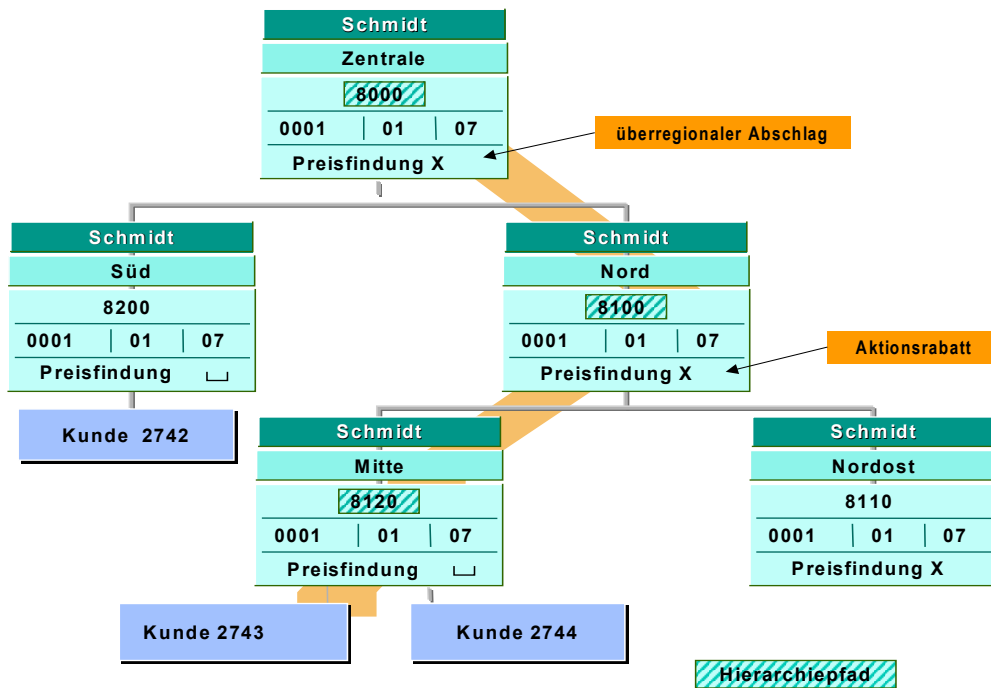 Schmidt
Zentrale
8000
0001 01 07
Preisfindung X
überregionaler Abschlag
Schmidt
Süd
8200
0001 01 07
Preisfindung
Kunde 2742
Schmidt
Nord
8100
0001 01 07
Preisfindung X
Aktionsrabatt
Schmidt
Mitte
8120
0001 01 07
Preisfindung
Schmidt
Nordost
8110
0001 01 07
Preisfindung X
Kunde 2743
Kunde 2744
Hierarchiepfad